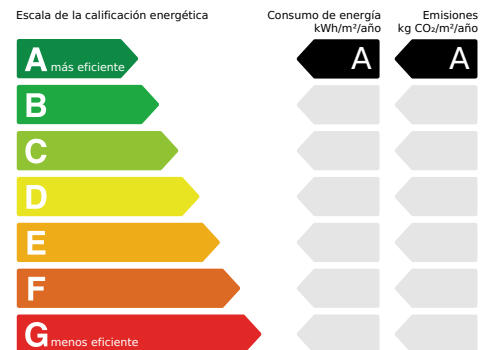 Escala de la calificación energética
Consumo de energía
kWh/m²/año
Emisiones
kg CO₂/m²/año
A más eficiente
A
A
B
C
D
E
F
G menos eficiente